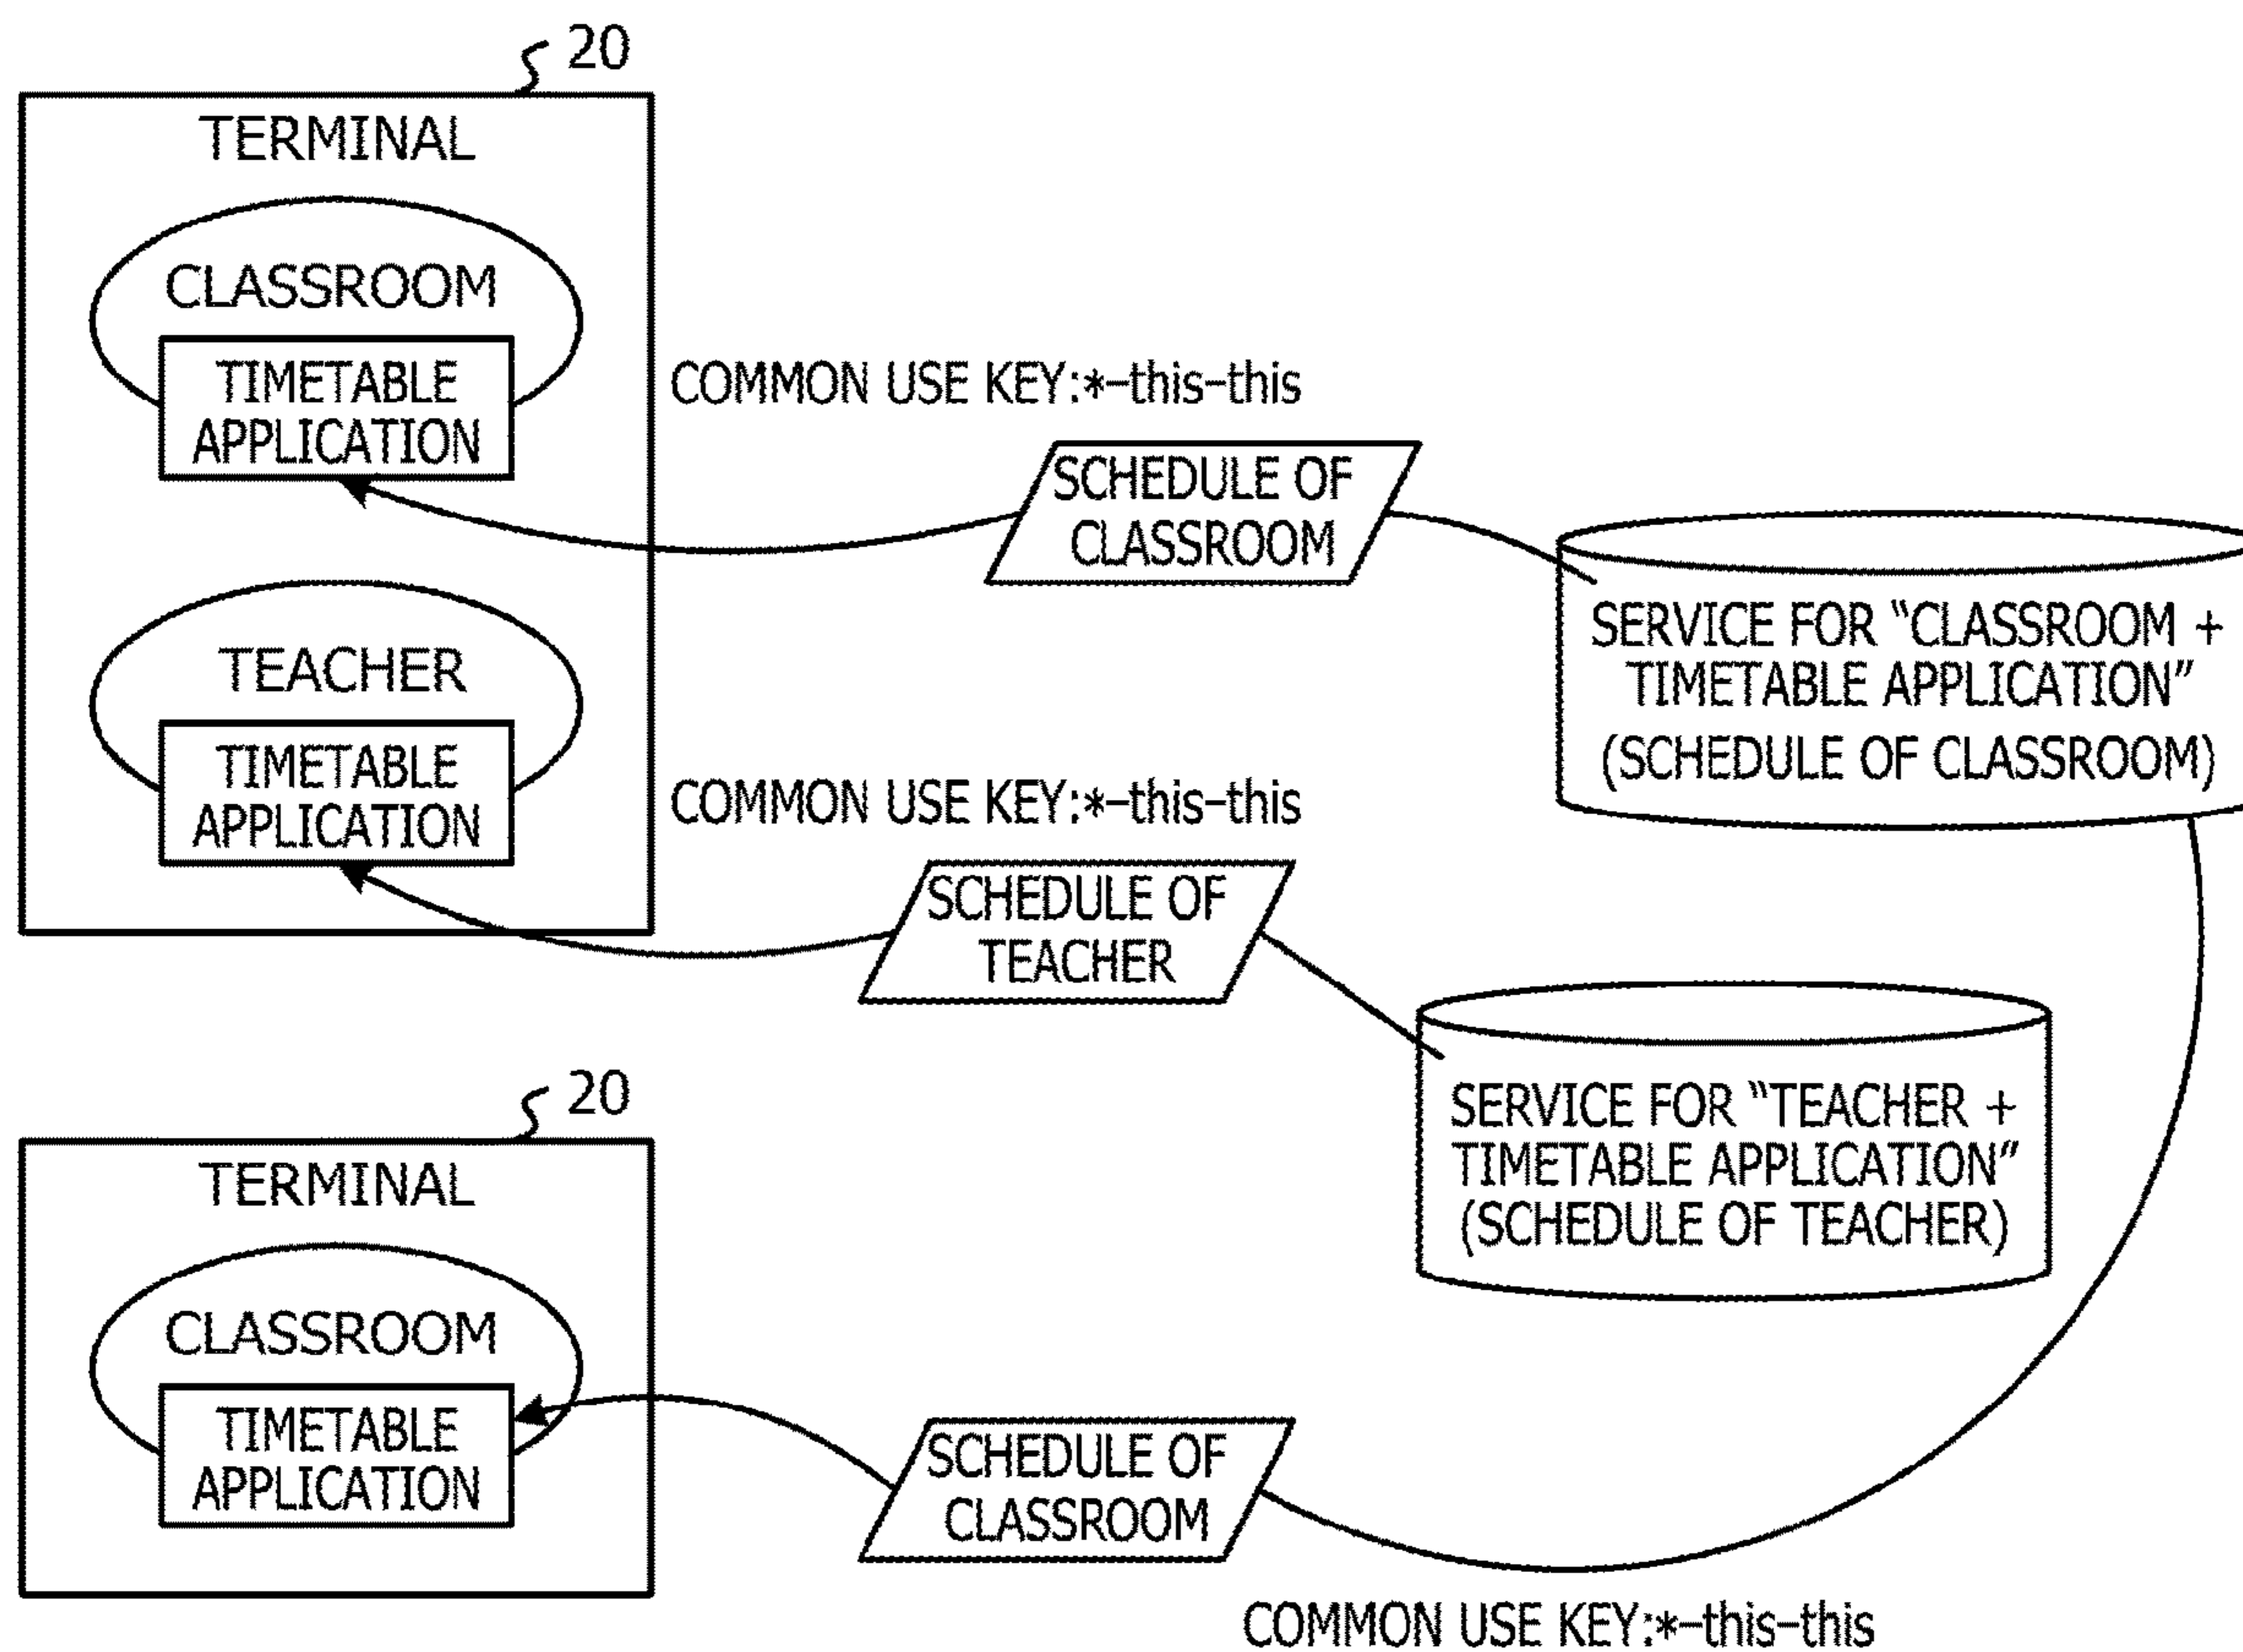 20
TERMINAL
CLASSROOM
TIMETABLE
APPLICATION
COMMON USE KEY:*–this–this
SCHEDULE OF
CLASSROOM
SERVICE FOR “CLASSROOM +
TIMETABLE APPLICATION”
(SCHEDULE OF CLASSROOM)
TEACHER
TIMETABLE
APPLICATION
COMMON USE KEY:*–this–this
SCHEDULE OF
TEACHER
SERVICE FOR “TEACHER +
TIMETABLE APPLICATION”
(SCHEDULE OF TEACHER)
20
TERMINAL
CLASSROOM
TIMETABLE
APPLICATION
SCHEDULE OF
CLASSROOM
COMMON USE KEY:*–this–this